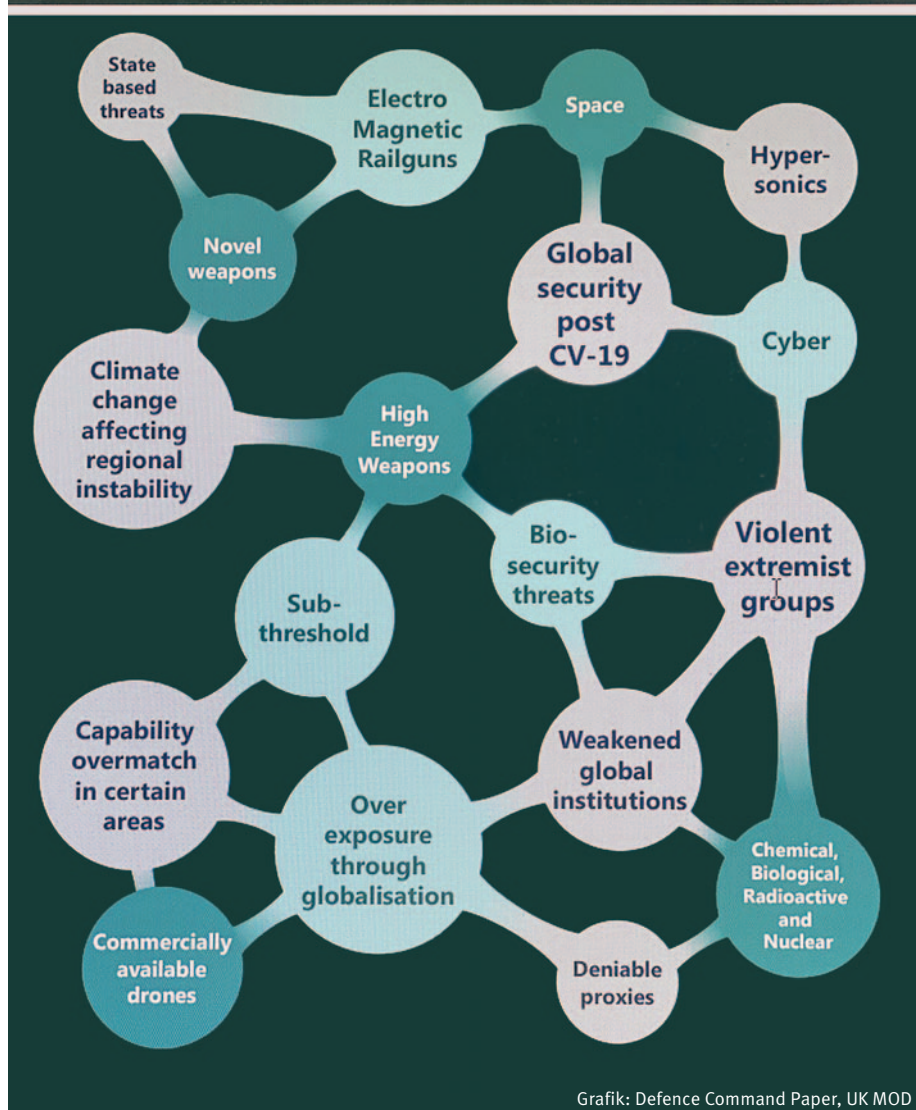 State
based
threats
Electro
Magnetic
Railguns
Space
Hyper-
sonics
Novel
weapons
Global
security
post
CV-19
Cyber
Climate
change
affecting
regional
instability
High
Energy
Weapons
Bio-
security
threats
Violent
extremist
groups
Sub-
threshold
Capability
overmatch
in certain
areas
Weakened
global
institutions
Over
exposure
through
globalisation
Chemical,
Biological,
Radioactive
and
Nuclear
Commercially
available
drones
Deniable
proxies
Grafik: Defence Command Paper, UK MOD